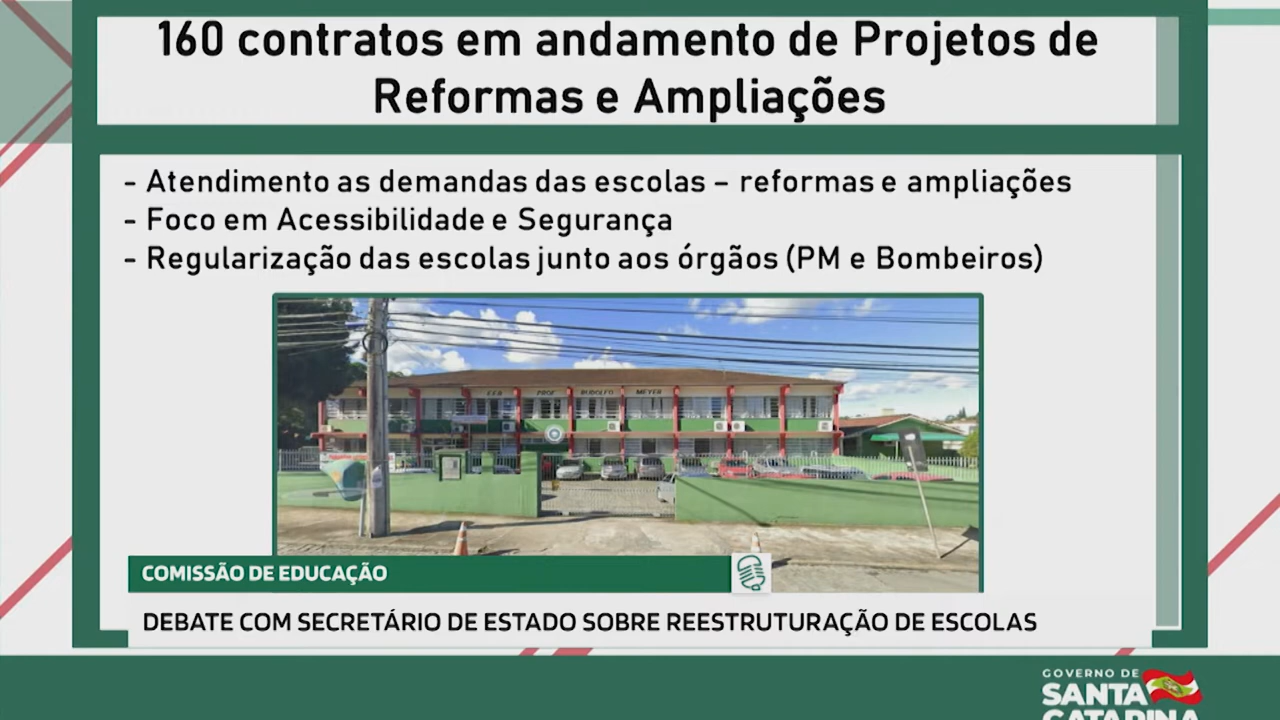 160 contratos em andamento de Projetos de
Reformas e Ampliações
- Atendimento as demandas das escolas – reformas e ampliações
- Foco em Acessibilidade e Segurança
- Regularização das escolas junto aos órgãos (PM e Bombeiros)
E.E.B PROF RUDOLFO MEYER
COMISSÃO DE EDUCAÇÃO
DEBATE COM SECRETÁRIO DE ESTADO SOBRE REESTRUTURAÇÃO DE ESCOLAS
GOVERNO DE
SANTA
CATARINA